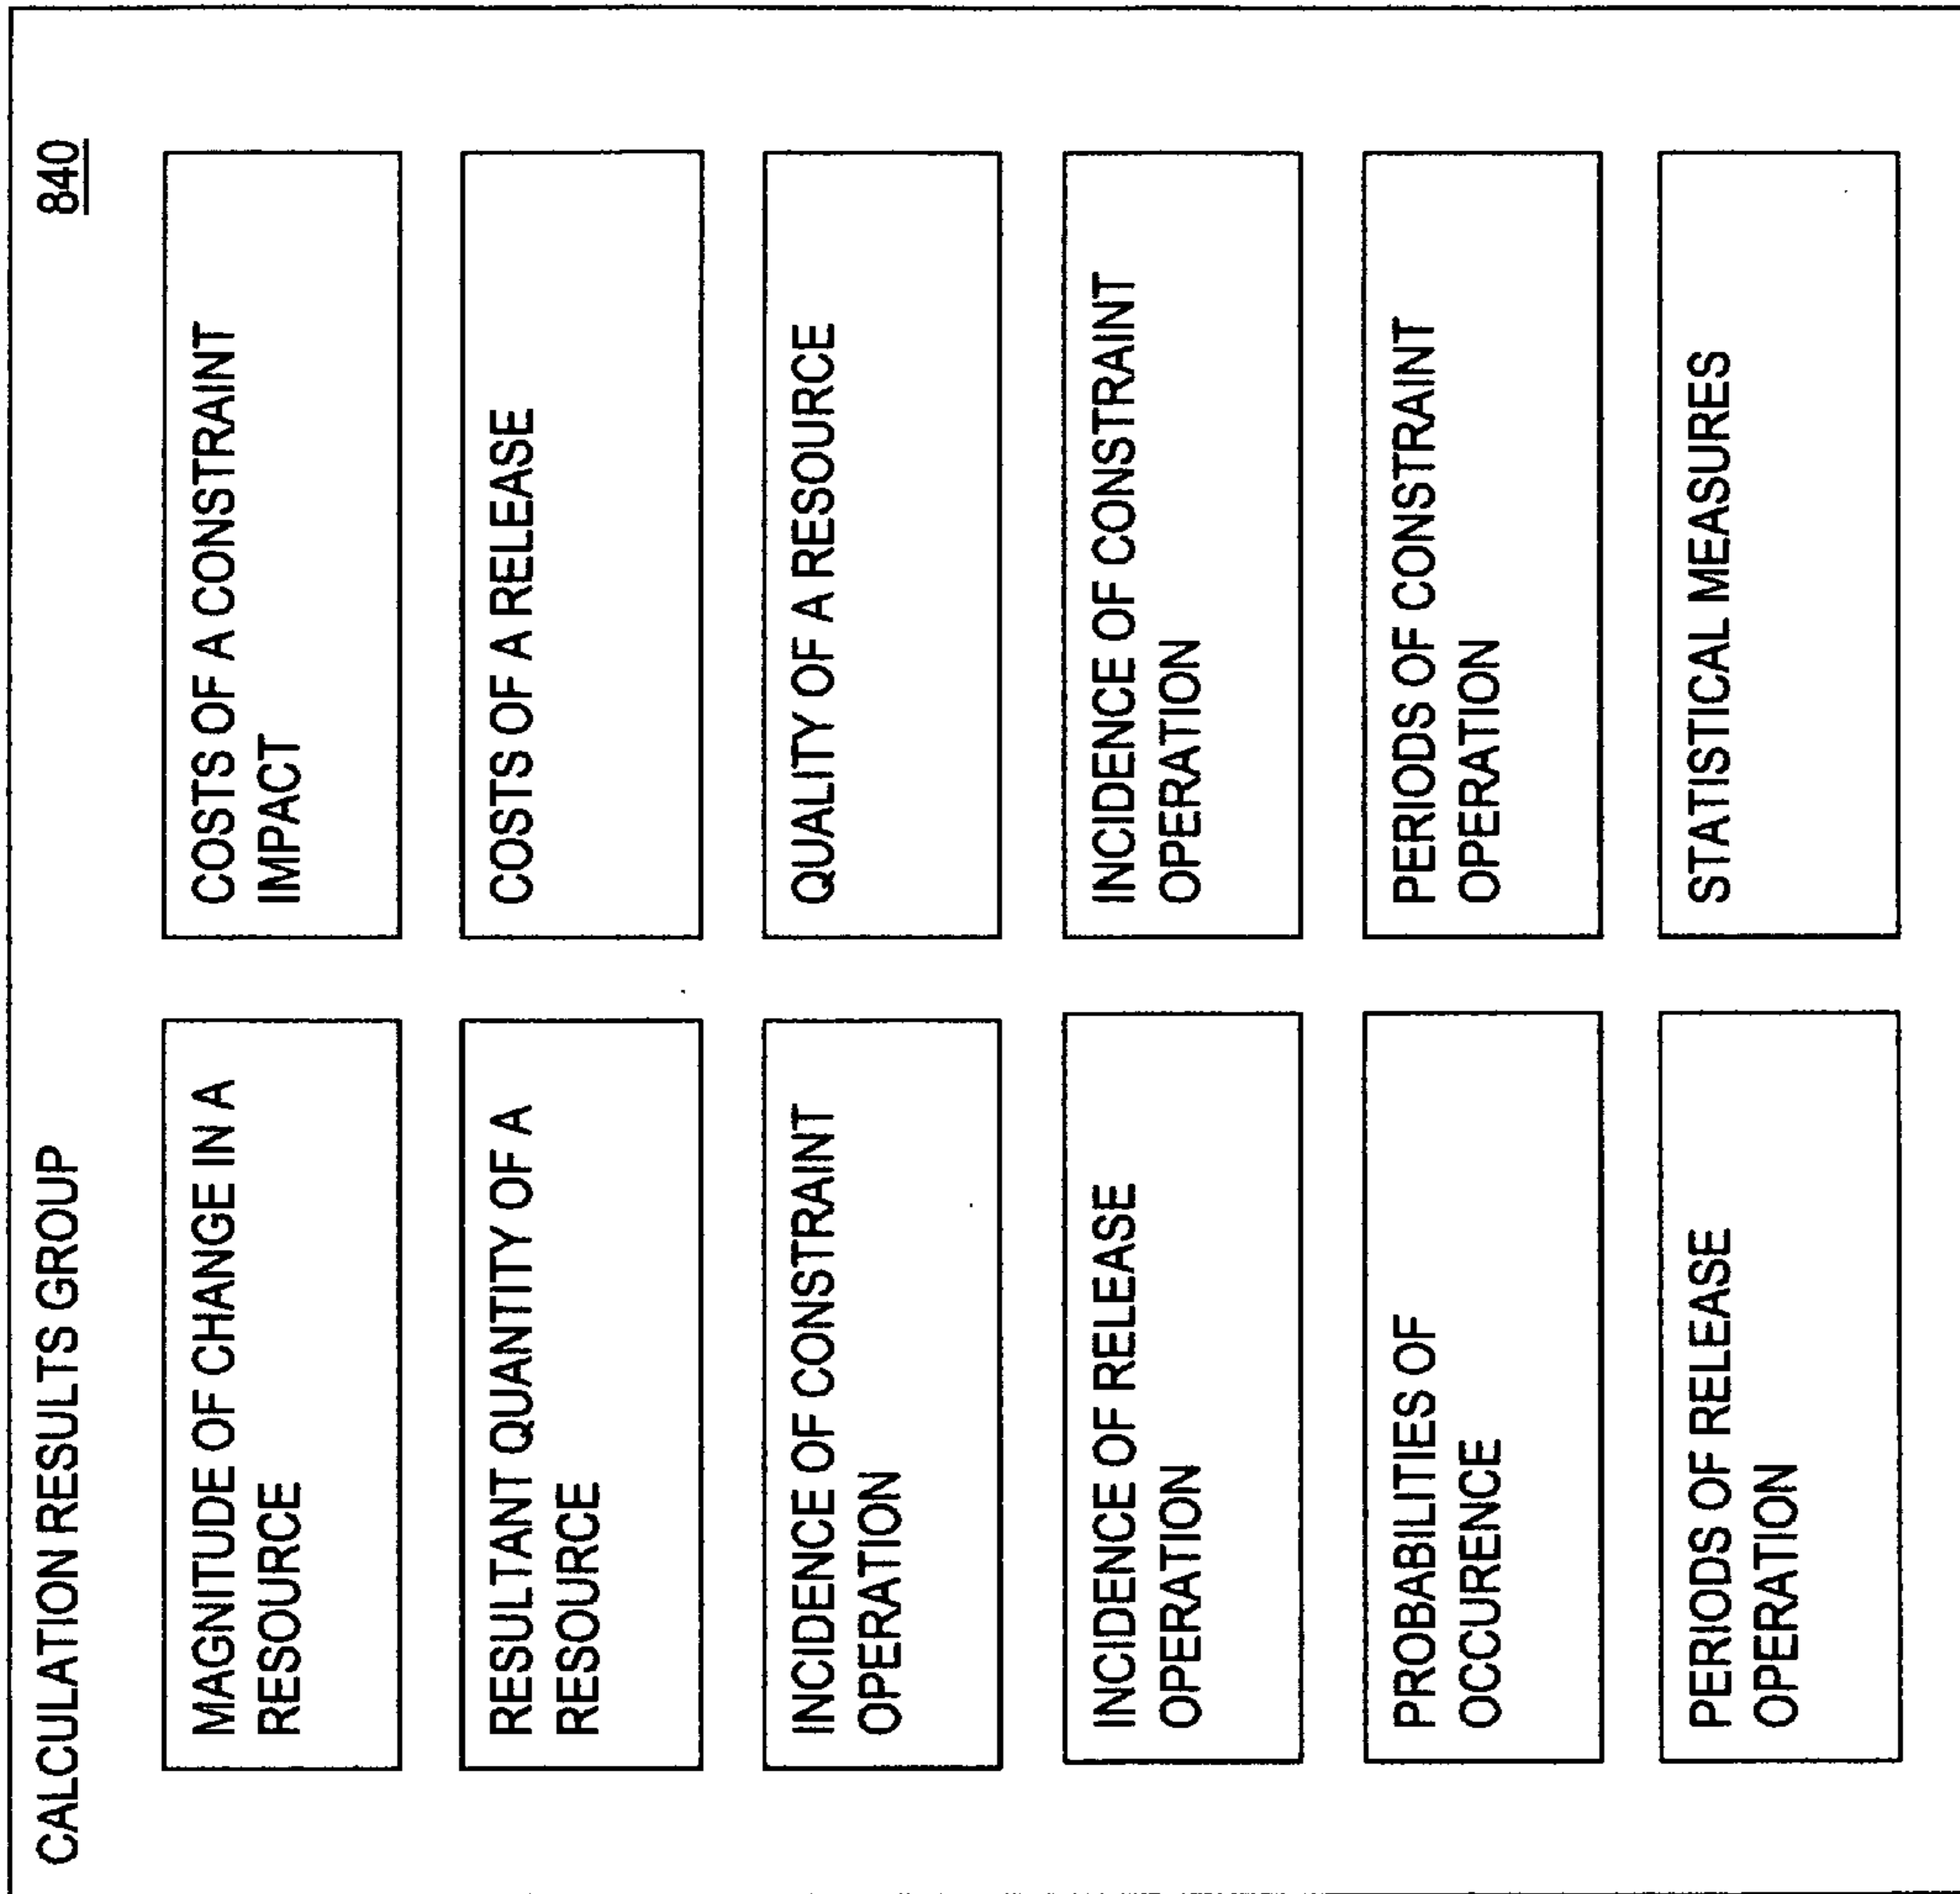 CALCULATION RESULTS GROUP
840
MAGNITUDE OF CHANGE IN A
RESOURCE
COSTS OF A CONSTRAINT
IMPACT
RESULTANT QUANTITY OF A
RESOURCE
COSTS OF A RELEASE
INCIDENCE OF CONSTRAINT
OPERATION
QUALITY OF A RESOURCE
INCIDENCE OF RELEASE
OPERATION
INCIDENCE OF CONSTRAINT
OPERATION
PROBABILITIES OF
OCCURENCE
PERIODS OF CONSTRAINT
OPERATION
PERIODS OF RELEASE
OPERATION
STATISTICAL MEASURES